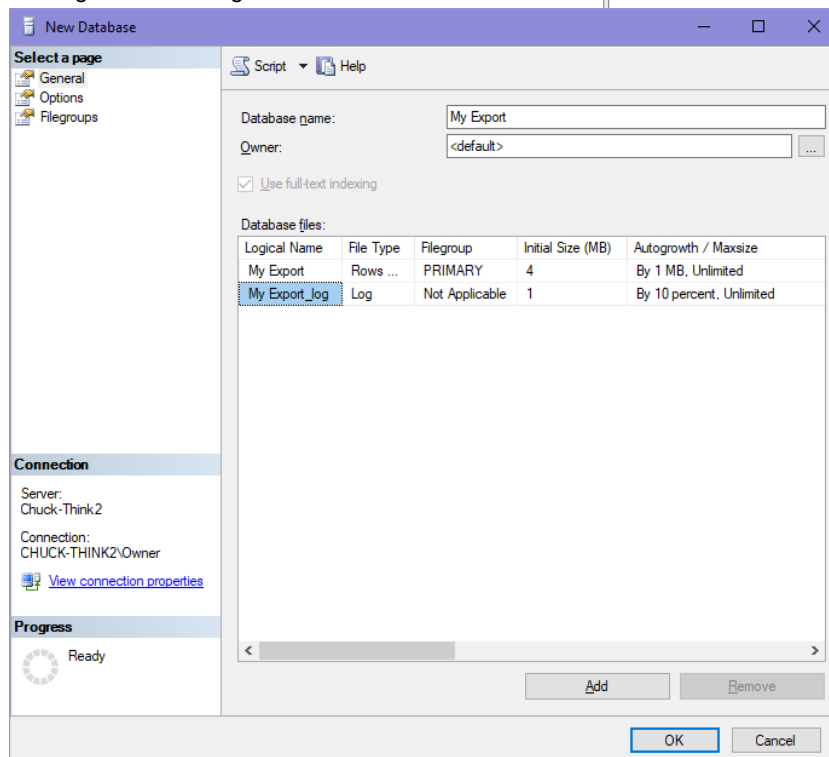 New Database
Select a page
General
Options
Filegroups
Script Help
Database name: My Export
Owner: <default> ...
Use full-text indexing
Database files:
Logical Name File Type Filegroup Initial Size (MB) Autogrowth / Maxsize
My Export Rows ... PRIMARY 4 By 1 MB, Unlimited
My Export_log Log Not Applicable 1 By 10 percent, Unlimited
Connection
Server:
Chuck-Think2
Connection:
CHUCK-THINK2\Owner
View connection properties
Progress
Ready
Add Remove
OK Cancel